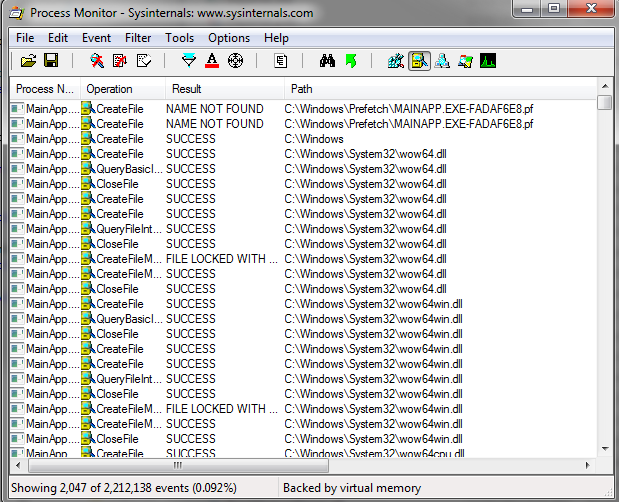 Process Monitor - Sysinternals: www.sysinternals.com
File Edit Event Filter Tools Options Help
Process N... Operation Result Path
MainApp.... CreateFile NAME NOT FOUND C:\Windows\Prefetch\MAINAPP.EXE-FADAF6E8.pf
MainApp.... CreateFile NAME NOT FOUND C:\Windows\Prefetch\MAINAPP.EXE-FADAF6E8.pf
MainApp.... CreateFile SUCCESS C:\Windows
MainApp.... CreateFile SUCCESS C:\Windows\System32\wow64.dll
MainApp.... QueryBasicI... SUCCESS C:\Windows\System32\wow64.dll
MainApp.... CloseFile SUCCESS C:\Windows\System32\wow64.dll
MainApp.... CreateFile SUCCESS C:\Windows\System32\wow64.dll
MainApp.... CreateFile SUCCESS C:\Windows\System32\wow64.dll
MainApp.... QueryFileInt... SUCCESS C:\Windows\System32\wow64.dll
MainApp.... CloseFile SUCCESS C:\Windows\System32\wow64.dll
MainApp.... CreateFileM... FILE LOCKED WITH ... C:\Windows\System32\wow64.dll
MainApp.... CreateFileM... SUCCESS C:\Windows\System32\wow64.dll
MainApp.... CloseFile SUCCESS C:\Windows\System32\wow64.dll
MainApp.... CreateFile SUCCESS C:\Windows\System32\wow64win.dll
MainApp.... QueryBasicI... SUCCESS C:\Windows\System32\wow64win.dll
MainApp.... CloseFile SUCCESS C:\Windows\System32\wow64win.dll
MainApp.... CreateFile SUCCESS C:\Windows\System32\wow64win.dll
MainApp.... CreateFile SUCCESS C:\Windows\System32\wow64win.dll
MainApp.... QueryFileInt... SUCCESS C:\Windows\System32\wow64win.dll
MainApp.... CloseFile SUCCESS C:\Windows\System32\wow64win.dll
MainApp.... CreateFileM... FILE LOCKED WITH ... C:\Windows\System32\wow64win.dll
MainApp.... CreateFileM... SUCCESS C:\Windows\System32\wow64win.dll
MainApp.... CloseFile SUCCESS C:\Windows\System32\wow64win.dll
MainApp.... CreateFile SUCCESS C:\Windows\System32\wow64cpu.dll
Showing 2,047 of 2,212,138 events (0.092%) Backed by virtual memory